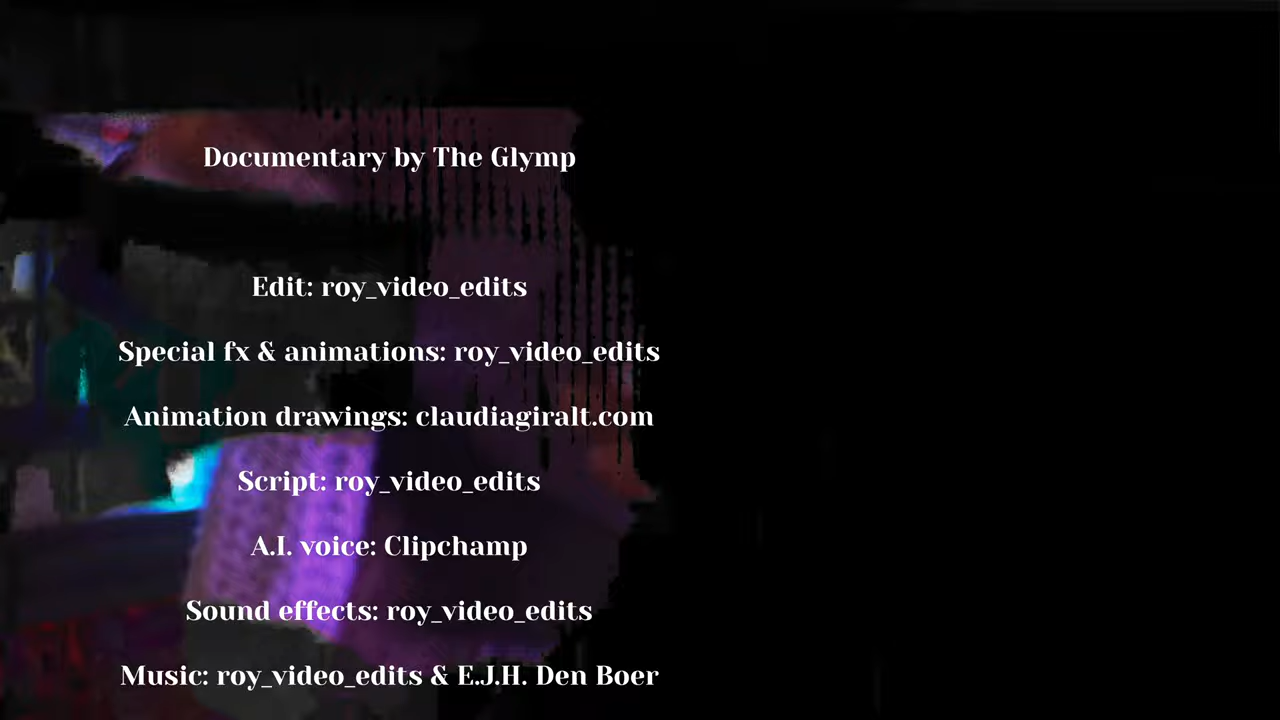 Documentary by The Glymp
Edit: roy_video_edits
Special fx & animations: roy_video_edits
Animation drawings: claudiagiralt.com
Script: roy_video_edits
A.I. voice: Clipchamp
Sound effects: roy_video_edits
Music: roy_video_edits & E.J.H. Den Boer